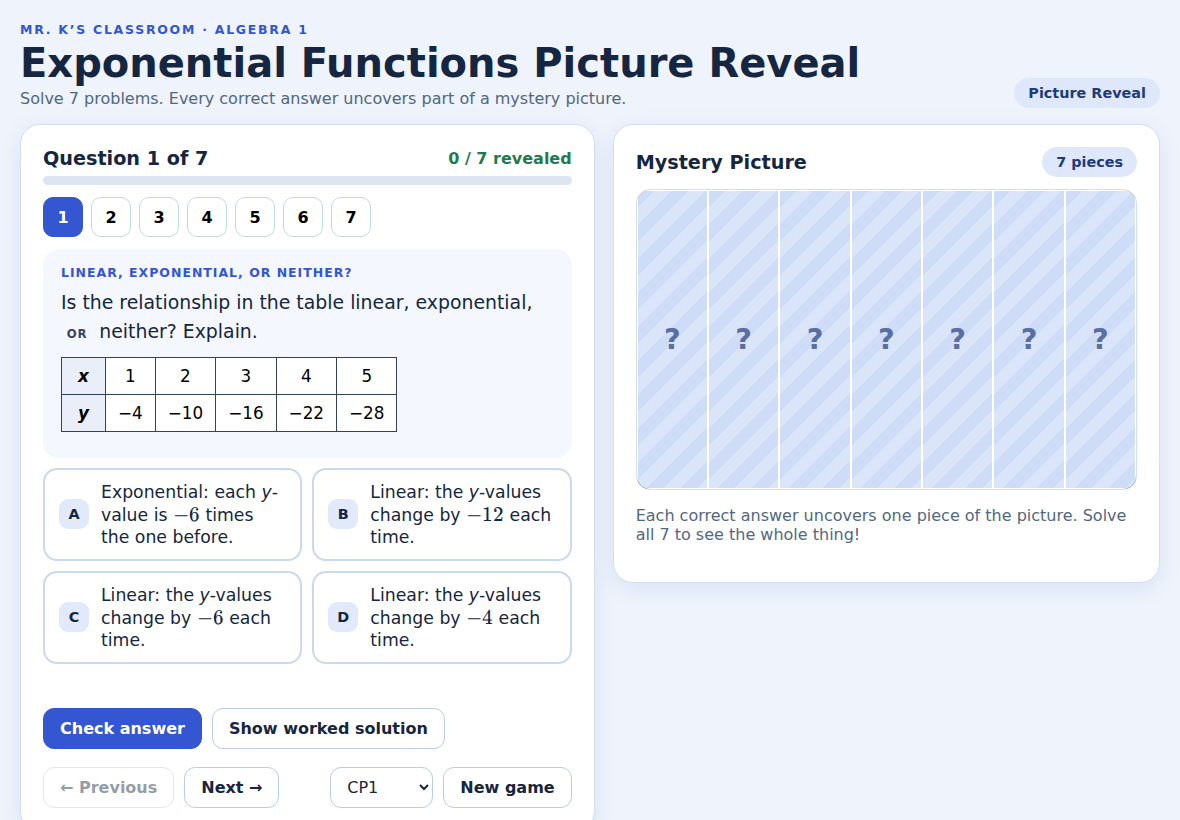 MR. K'S CLASSROOM · ALGEBRA 1
Exponential Functions Picture Reveal
Solve 7 problems. Every correct answer uncovers part of a mystery picture.
Picture Reveal
Question 1 of 7
0 / 7 revealed
1 2 3 4 5 6 7
LINEAR, EXPONENTIAL, OR NEITHER?
Is the relationship in the table linear, exponential,
OR neither? Explain.
x 1 2 3 4 5
y −4 −10 −16 −22 −28
A
Exponential: each y-
value is −6 times
the one before.
B
Linear: the y-values
change by −12 each
time.
C
Linear: the y-values
change by −6 each
time.
D
Linear: the y-values
change by −4 each
time.
Check answer
Show worked solution
← Previous
Next →
CP1
New game
Mystery Picture
7 pieces
? ? ? ? ? ? ?
Each correct answer uncovers one piece of the picture. Solve
all 7 to see the whole thing!